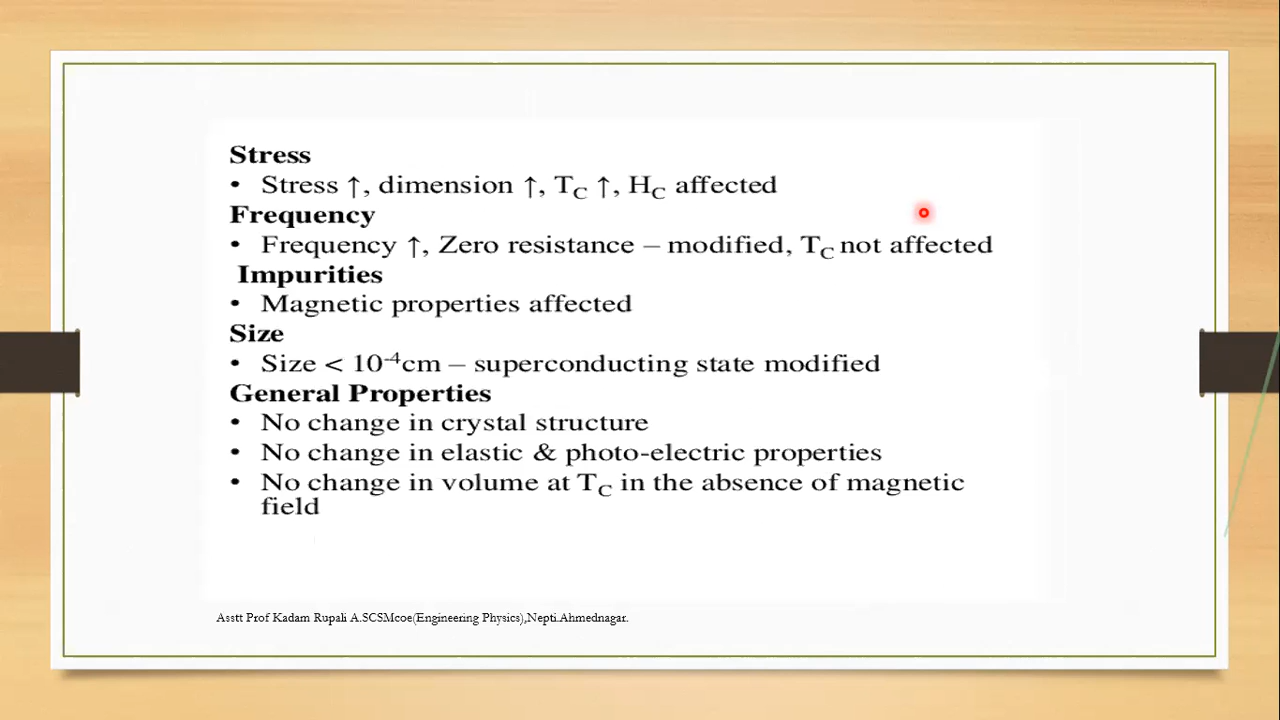 Stress
• Stress ↑, dimension ↑, TC ↑, HC affected
Frequency
• Frequency ↑, Zero resistance – modified, TC not affected
Impurities
• Magnetic properties affected
Size
• Size < 10-4cm – superconducting state modified
General Properties
• No change in crystal structure
• No change in elastic & photo-electric properties
• No change in volume at TC in the absence of magnetic
field
Asstt Prof Kadam Rupali A.SCSMcoe(Engineering Physics),Nepti.Ahmednagar.